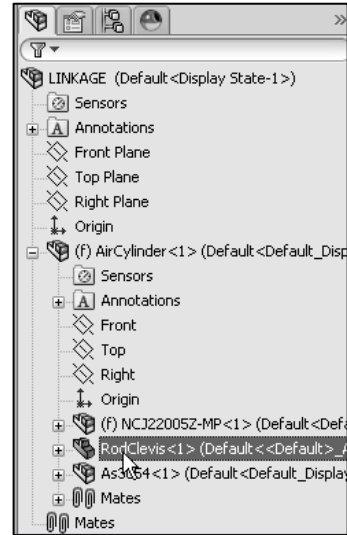 »
LINKAGE (Default<Display State-1>)
Sensors
A Annotations
Front Plane
Top Plane
Right Plane
Origin
(f) AirCylinder<1> (Default<Default_Disp
Sensors
A Annotations
Front
Top
Right
Origin
(f) NCJ22005Z-MP<1> (Default<Defa
RodClevis<1> (Default<<Default>_A
<1> (Default<Default_Display
Mates
Mates